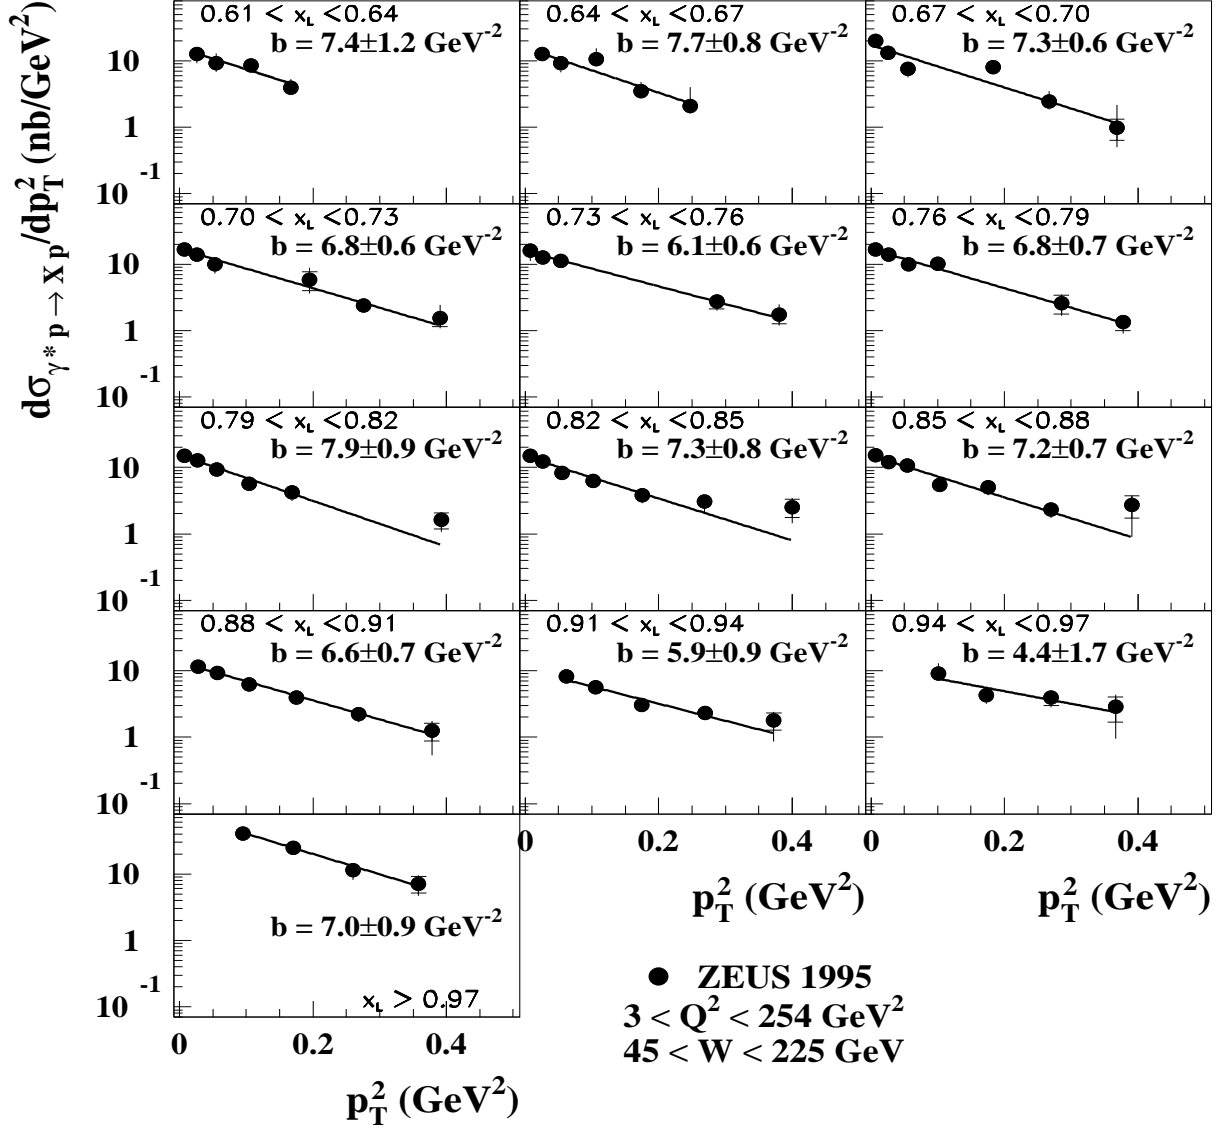 dσγ*p→Xp/dp_T^2 (nb/GeV^2)
0.61 < x_L <0.64
b = 7.4±1.2 GeV^-2
0.64 < x_L <0.67
b = 7.7±0.8 GeV^-2
0.67 < x_L <0.70
b = 7.3±0.6 GeV^-2
10
1
10^-1
0.70 < x_L <0.73
b = 6.8±0.6 GeV^-2
0.73 < x_L <0.76
b = 6.1±0.6 GeV^-2
0.76 < x_L <0.79
b = 6.8±0.7 GeV^-2
10
1
10^-1
0.79 < x_L <0.82
b = 7.9±0.9 GeV^-2
0.82 < x_L <0.85
b = 7.3±0.8 GeV^-2
0.85 < x_L <0.88
b = 7.2±0.7 GeV^-2
10
1
10^-1
0.88 < x_L <0.91
b = 6.6±0.7 GeV^-2
0.91 < x_L <0.94
b = 5.9±0.9 GeV^-2
0.94 < x_L <0.97
b = 4.4±1.7 GeV^-2
10
1
10^-1
0 0.2 0.4
0 0.2 0.4
p_T^2 (GeV^2)
p_T^2 (GeV^2)
10
1
10^-1
b = 7.0±0.9 GeV^-2
x_L > 0.97
0 0.2 0.4
p_T^2 (GeV^2)
ZEUS 1995
3 < Q^2 < 254 GeV^2
45 < W < 225 GeV